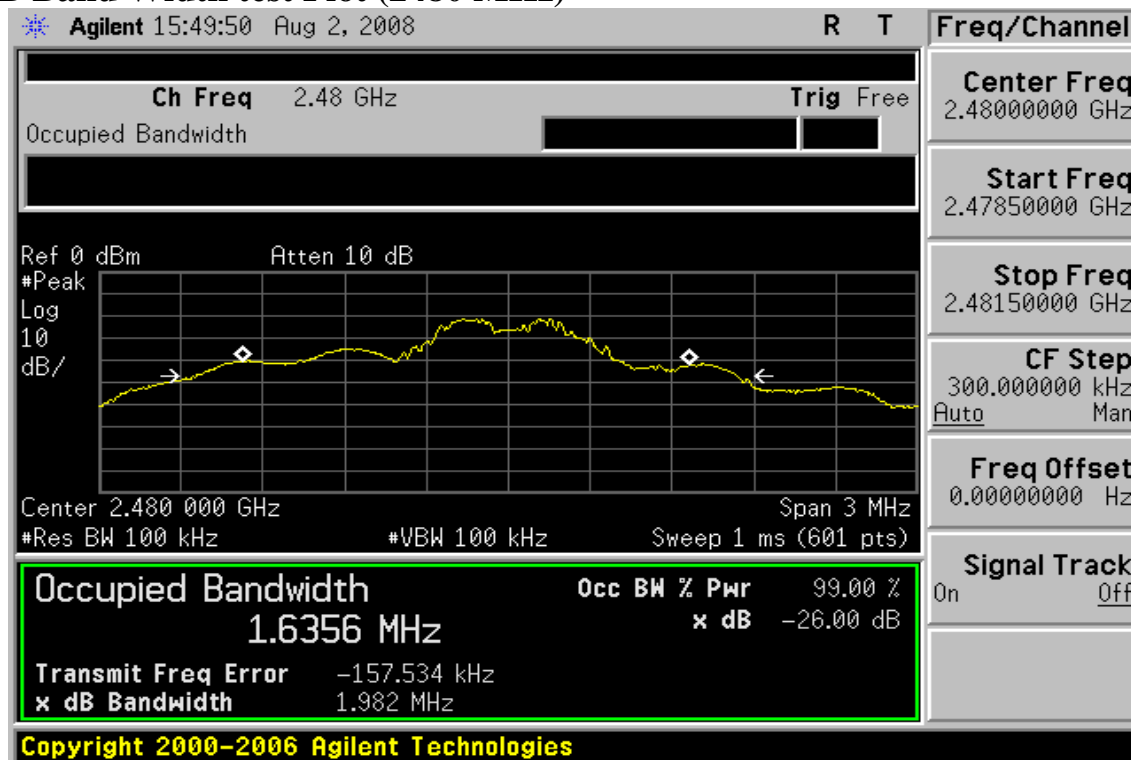 Agilent 15:49:50 Aug 2, 2008 R T
Ch Freq 2.48 GHz Trig Free
Occupied Bandwidth
Ref 0 dBm Atten 10 dB
#Peak
Log
10
dB/
Center 2.480 000 GHz Span 3 MHz
#Res BW 100 kHz #VBW 100 kHz Sweep 1 ms (601 pts)
Occupied Bandwidth Occ BW % Pwr 99.00 %
1.6356 MHz x dB -26.00 dB
Transmit Freq Error -157.534 kHz
x dB Bandwidth 1.982 MHz
Copyright 2000-2006 Agilent Technologies
Freq/Channel
Center Freq
2.48000000 GHz
Start Freq
2.47850000 GHz
Stop Freq
2.48150000 GHz
CF Step
300.000000 kHz
Auto Man
Freq Offset
0.00000000 Hz
Signal Track
On Off